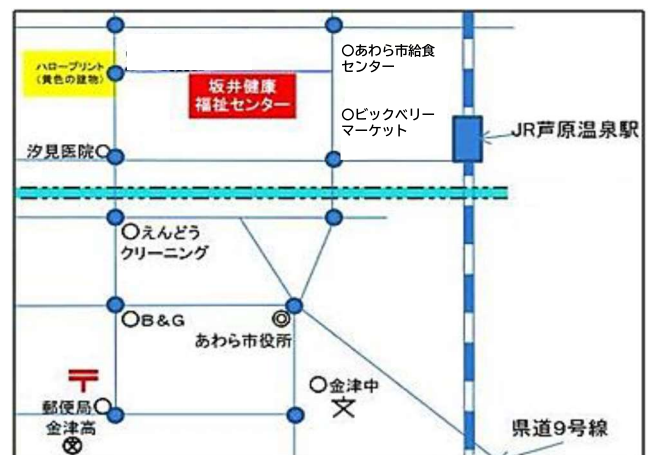 あわら市給食
センター
ハロープリント
(黄色の建物)
坂井健康
福祉センター
ビックベリー
マーケット
JR芦原温泉駅
汐見医院
えんどう
クリーニング
B&G
あわら市役所
金津中
文
郵便局
金津高
県道9号線